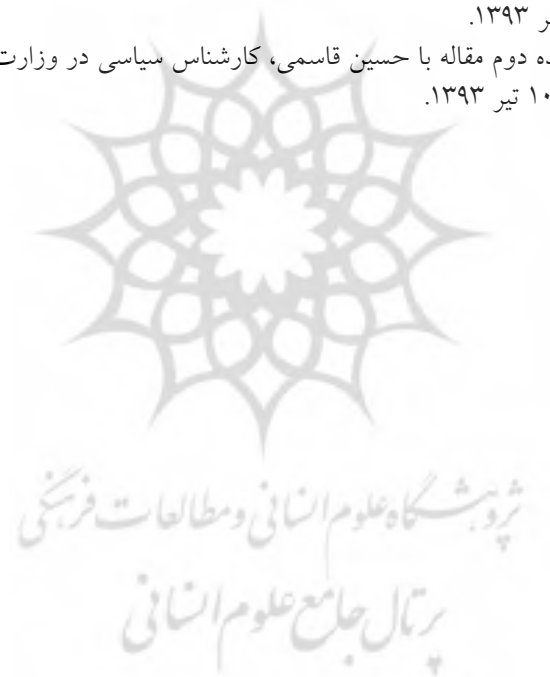 ر ۱۳۹۳.
ده دوم مقاله با حسین قاسمی، کارشناس سیاسی در وزارت
۱۰ تیر ۱۳۹۳.
پژوهشگاه علوم انسانی و مطالعات فرهنگی
پرتال جامع علوم انسانی